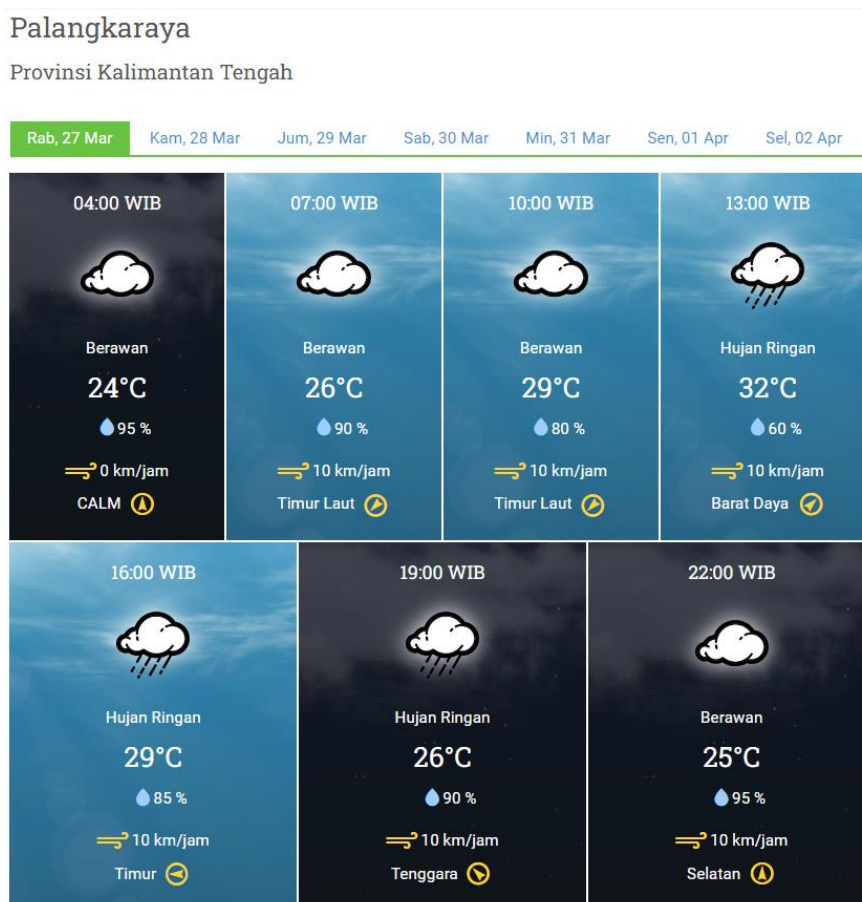 Palangkaraya
Provinsi Kalimantan Tengah
Rab, 27 Mar Kam, 28 Mar Jum, 29 Mar Sab, 30 Mar Min, 31 Mar Sen, 01 Apr Sel, 02 Apr
04:00 WIB
Berawan
24°C
95 %
0 km/jam
CALM
07:00 WIB
Berawan
26°C
90 %
10 km/jam
Timur Laut
10:00 WIB
Berawan
29°C
80 %
10 km/jam
Timur Laut
13:00 WIB
Hujan Ringan
32°C
60 %
10 km/jam
Barat Daya
16:00 WIB
Hujan Ringan
29°C
85 %
10 km/jam
Timur
19:00 WIB
Hujan Ringan
26°C
90 %
10 km/jam
Tenggara
22:00 WIB
Berawan
25°C
95 %
10 km/jam
Selatan